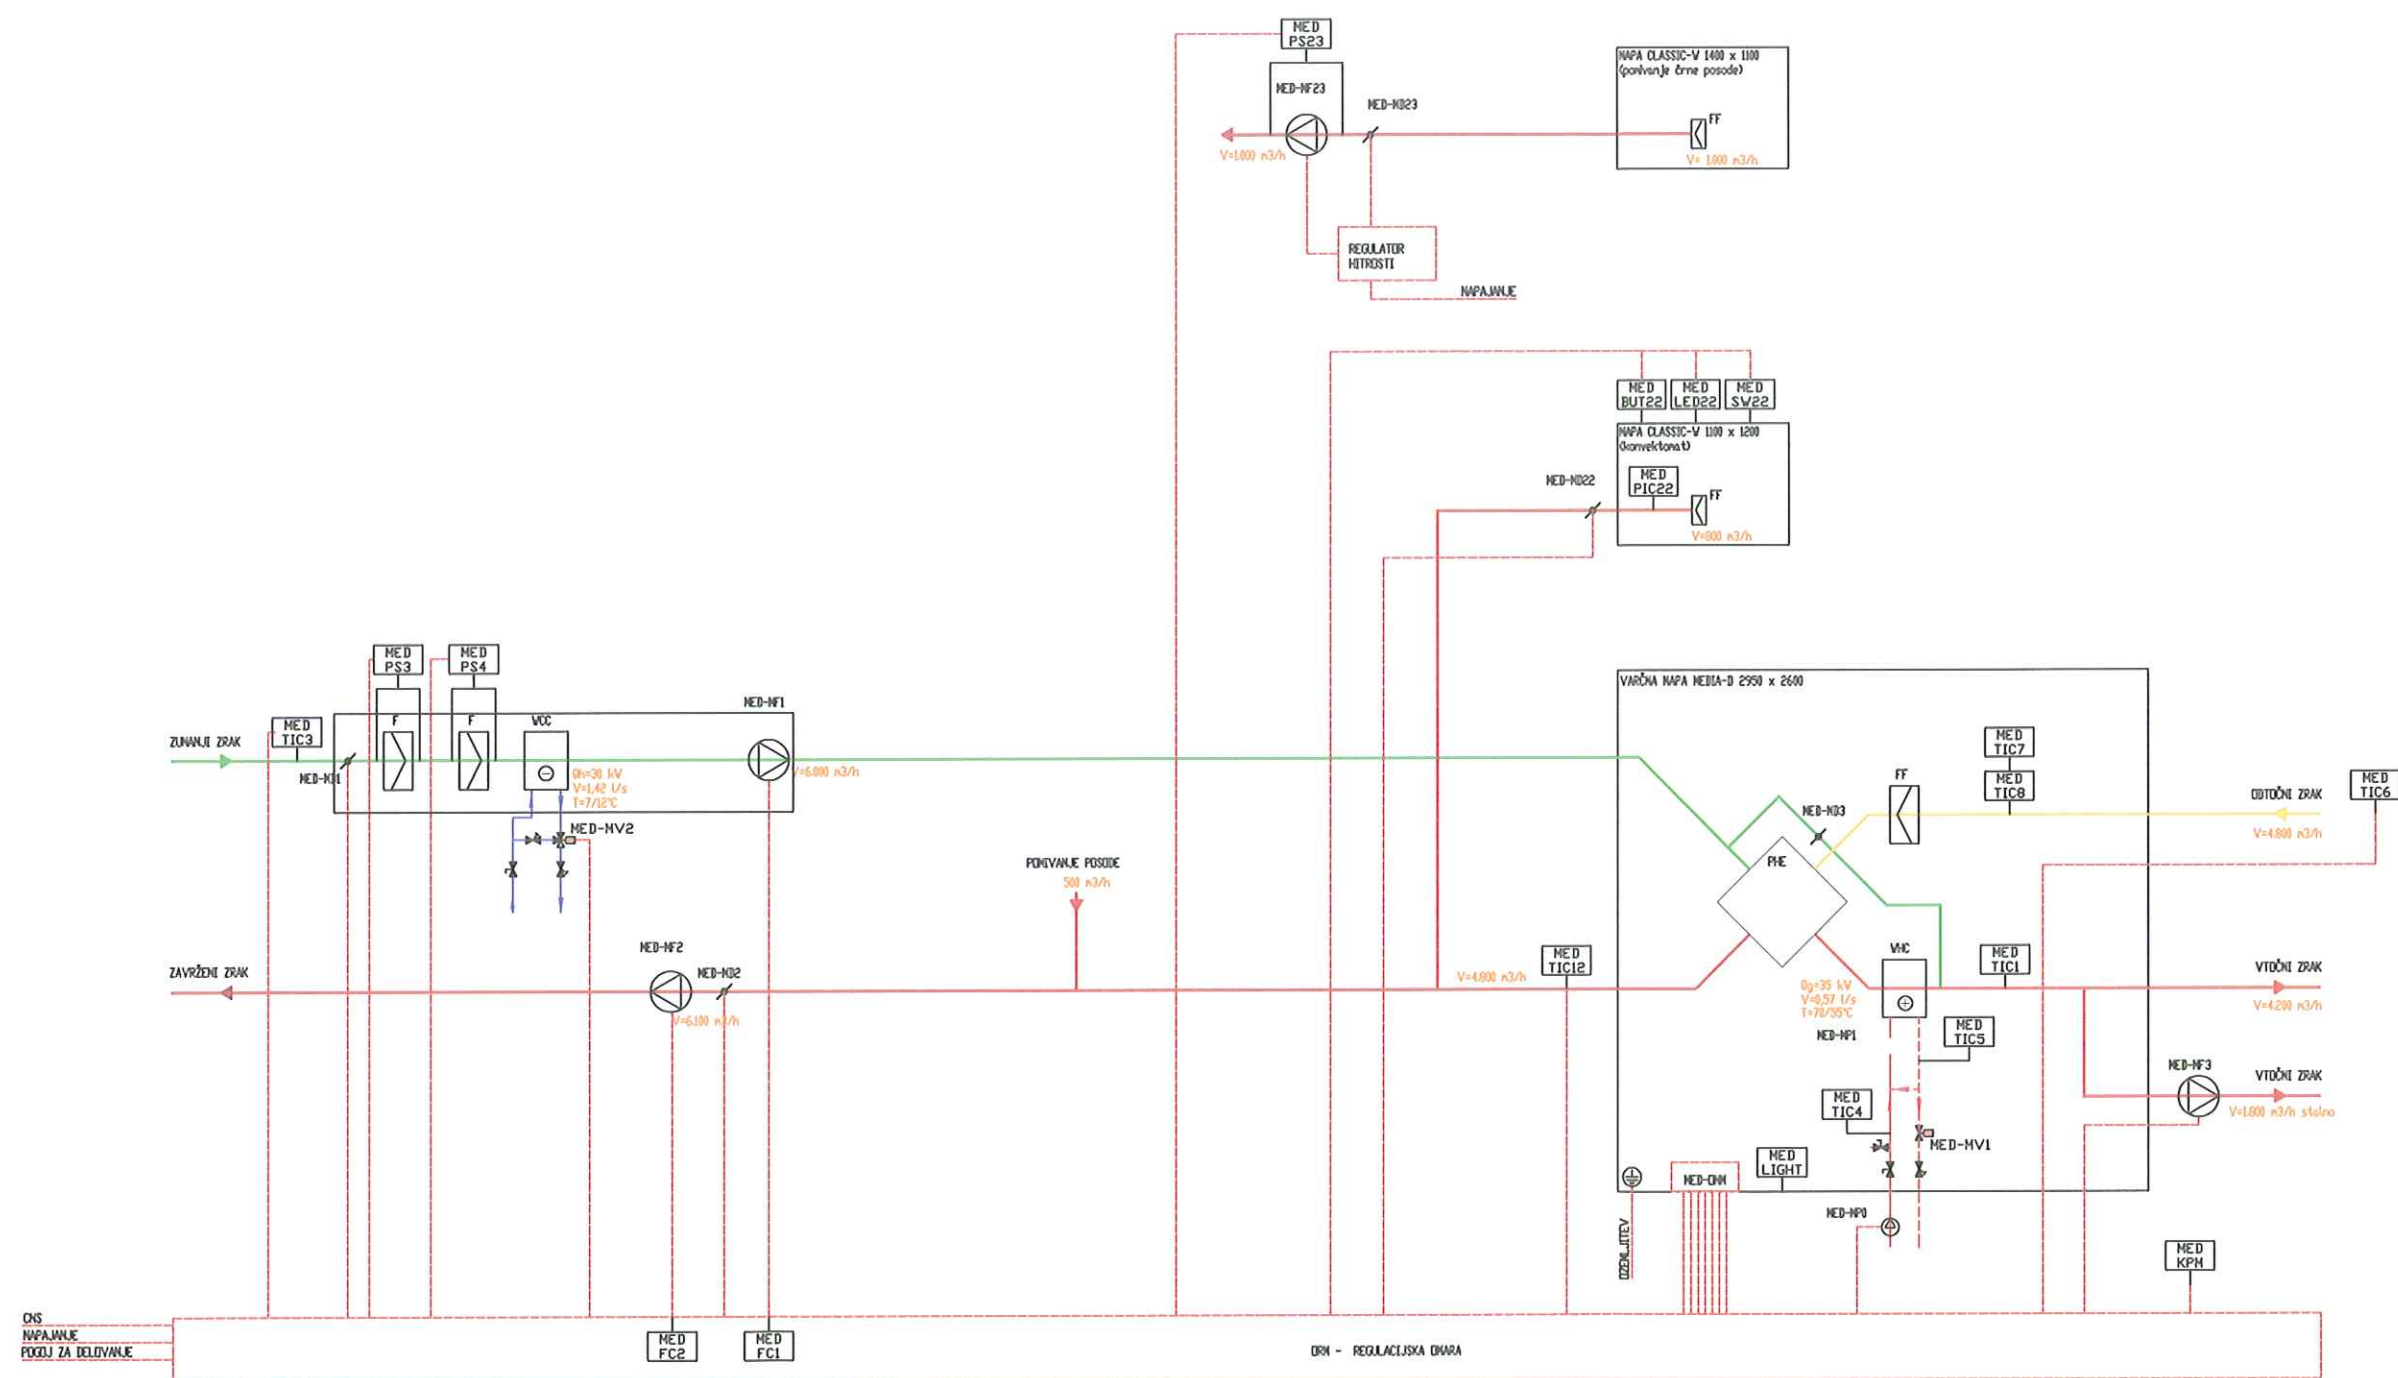 MED
PS23
MED-NF23
MED-ND23
NAPA CLASSIC-W 1400 x 1100
(pomivanje črne posode)
FF
V=1.000 m3/h
V= 1.000 m3/h
REGULATOR
HITROSTI
NAPAJANJE
MED
BUT22
MED
LED22
MED
SW22
NAPA CLASSIC-W 1100 x 1200
(konvektomat)
MED-ND22
MED
PIC22
FF
V=800 m3/h
MED
PS3
MED
PS4
VARČNA NAPA MEDIA-D 2950 x 2600
MED-NF1
MED
TIC3
F
F
WCC
ZUNANJI ZRAK
MED-ND1
Qh=30 kW
V=1,42 l/s
T=7/12°C
V=6.000 m3/h
MED-MV2
MED
TIC7
MED
TIC8
FF
MED
TIC6
ODTOČNI ZRAK
MED-ND3
V=4.800 m3/h
PHE
POMIVANJE POSODE
500 m3/h
MED-NF2
MED-ND2
ZAVRŽENI ZRAK
V=6.100 m3/h
V=4.800 m3/h
MED
TIC12
WHC
MED
TIC1
VTOČNI ZRAK
V=4.200 m3/h
Qg=35 kW
V=0,57 l/s
T=70/55°C
MED-NP1
MED
TIC5
MED-NF3
VTOČNI ZRAK
V=1.800 m3/h stalno
MED
TIC4
MED-MV1
MED
LIGHT
MED-ONM
MED-NP0
OZEMLJITEV
MED
KPM
CNS
NAPAJANJE
POGOJ ZA DELOVANJE
MED
FC2
MED
FC1
ORM - REGULACIJSKA OMARA